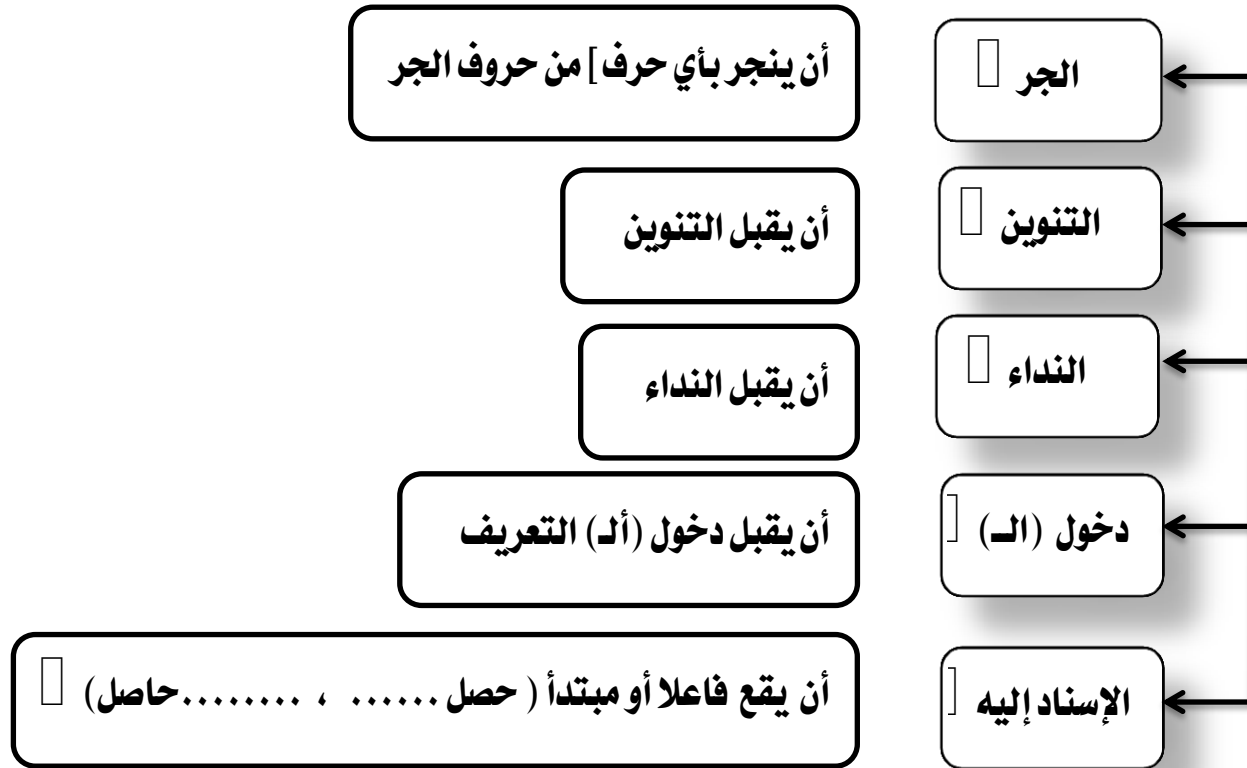 الجر
أن ينجر بأي حرف] من حروف الجر
التنوين
أن يقبل التنوين
النداء
أن يقبل النداء
دخول (الـ)
أن يقبل دخول (ألـ) التعريف
الإسناد إليه
أن يقع فاعلا أو مبتدأ ( حصل ...... ، ........حاصل)